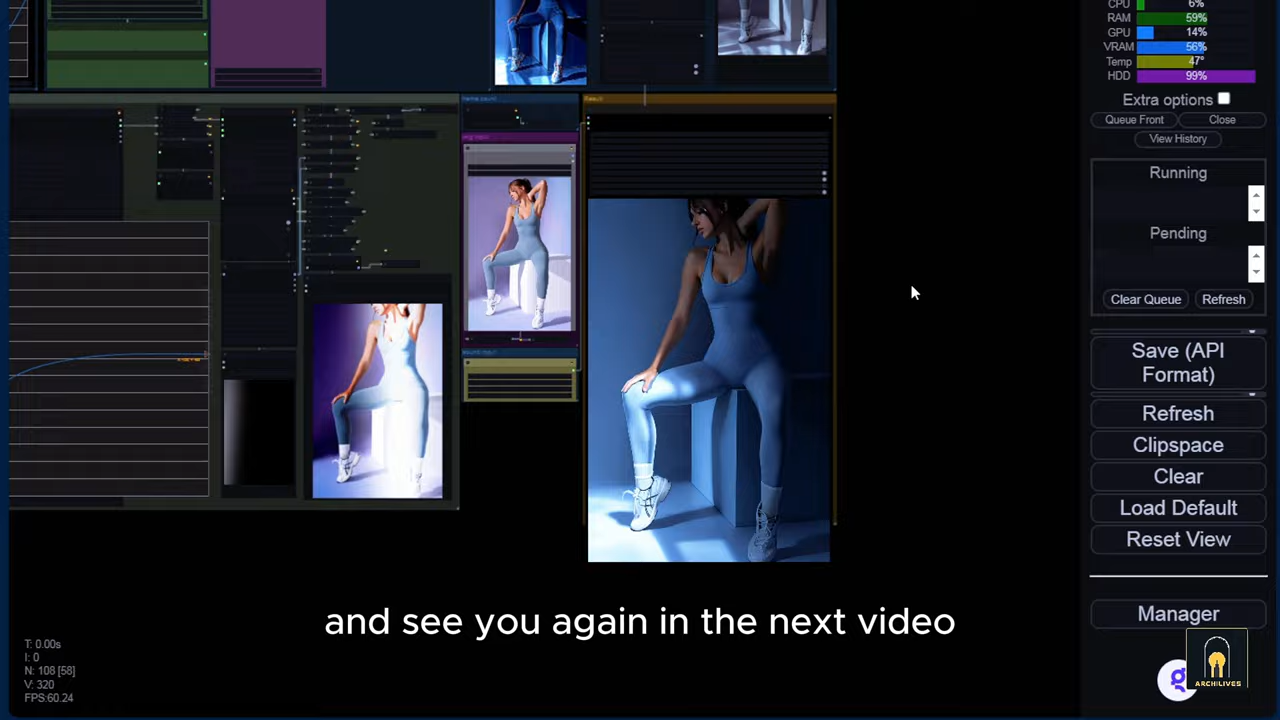 CPU
6%
RAM
59%
GPU
14%
VRAM
56%
Temp
47°
HDD
99%
Extra options
Queue Front
Close
View History
Running
Pending
Clear Queue
Refresh
Save (API
Format)
Refresh
Clipspace
Clear
Load Default
Reset View
Manager
Result
and see you again in the next video
T: 0.00s
I: 0
N: 108 [58]
V: 320
FPS:60.24
ARCHILIVES